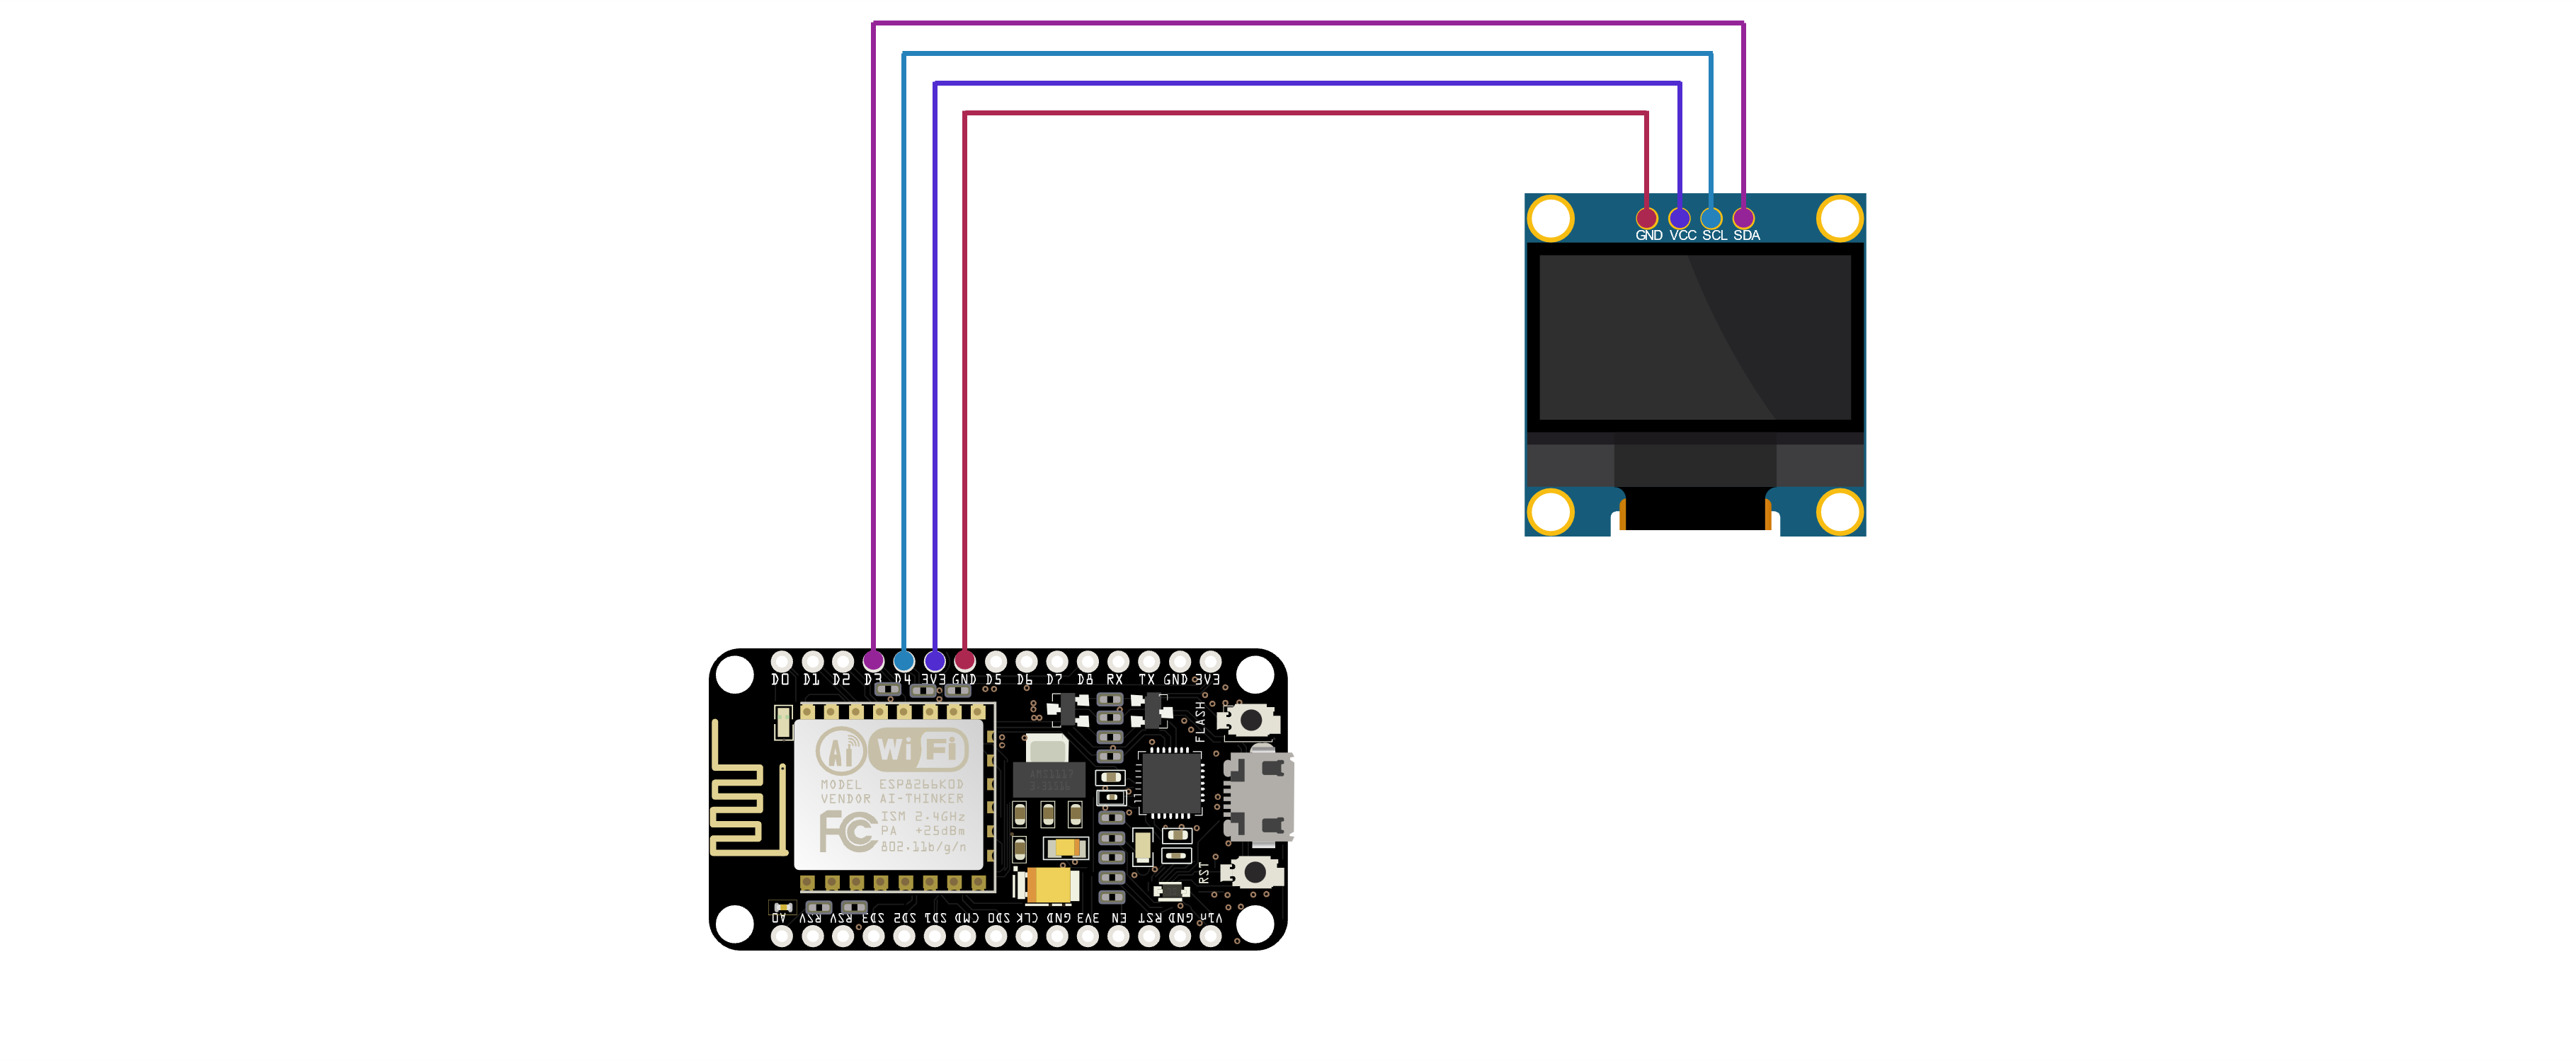 GND VCC SCL SDA
D0 D1 D2 D3 D4 3V3 GND D5 D6 D7 D8 RX TX GND 3V3
FLASH
Ai WiFi
MODEL ESP8266MOD
VENDOR AI-THINKER
FC ISM 2.4GHz
PA +25dBm
802.11b/g/n
RST
A0 RSV RSV SD3 SD2 SD1 CMD SD0 CLK GND 3V3 EN RST GND